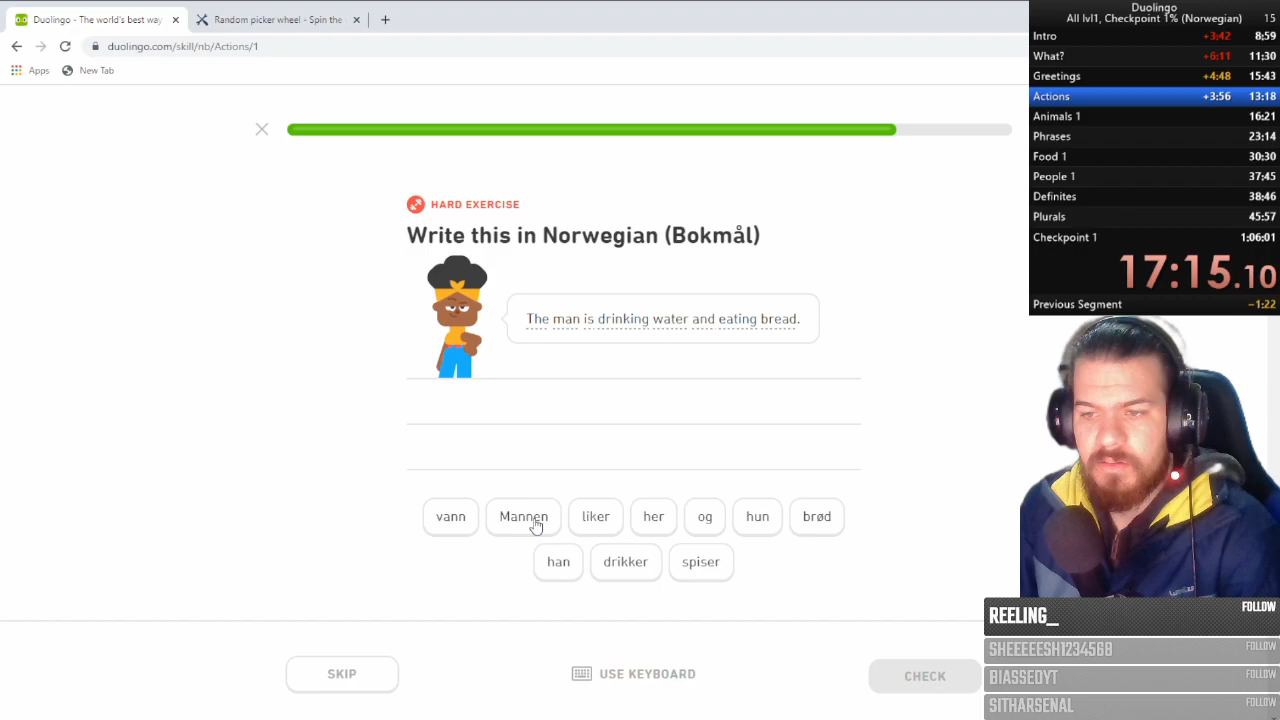 Duolingo - The world's best way
Random picker wheel - Spin the
duolingo.com/skill/nb/Actions/1
Apps
New Tab
HARD EXERCISE
Write this in Norwegian (Bokmål)
The man is drinking water and eating bread.
vann
Mannen
liker
her
og
hun
brød
han
drikker
spiser
SKIP
USE KEYBOARD
CHECK
Duolingo
All lvl1, Checkpoint 1% (Norwegian) 15
Intro +3:42 8:59
What? +6:11 11:30
Greetings +4:48 15:43
Actions +3:56 13:18
Animals 1 16:21
Phrases 23:14
Food 1 30:30
People 1 37:45
Definites 38:46
Plurals 45:57
Checkpoint 1 1:06:01
17:15.10
Previous Segment -1:22
REELING_ FOLLOW
SHEEEEESH1234568 FOLLOW
BIASSEDYT FOLLOW
SITHARSENAL FOLLOW